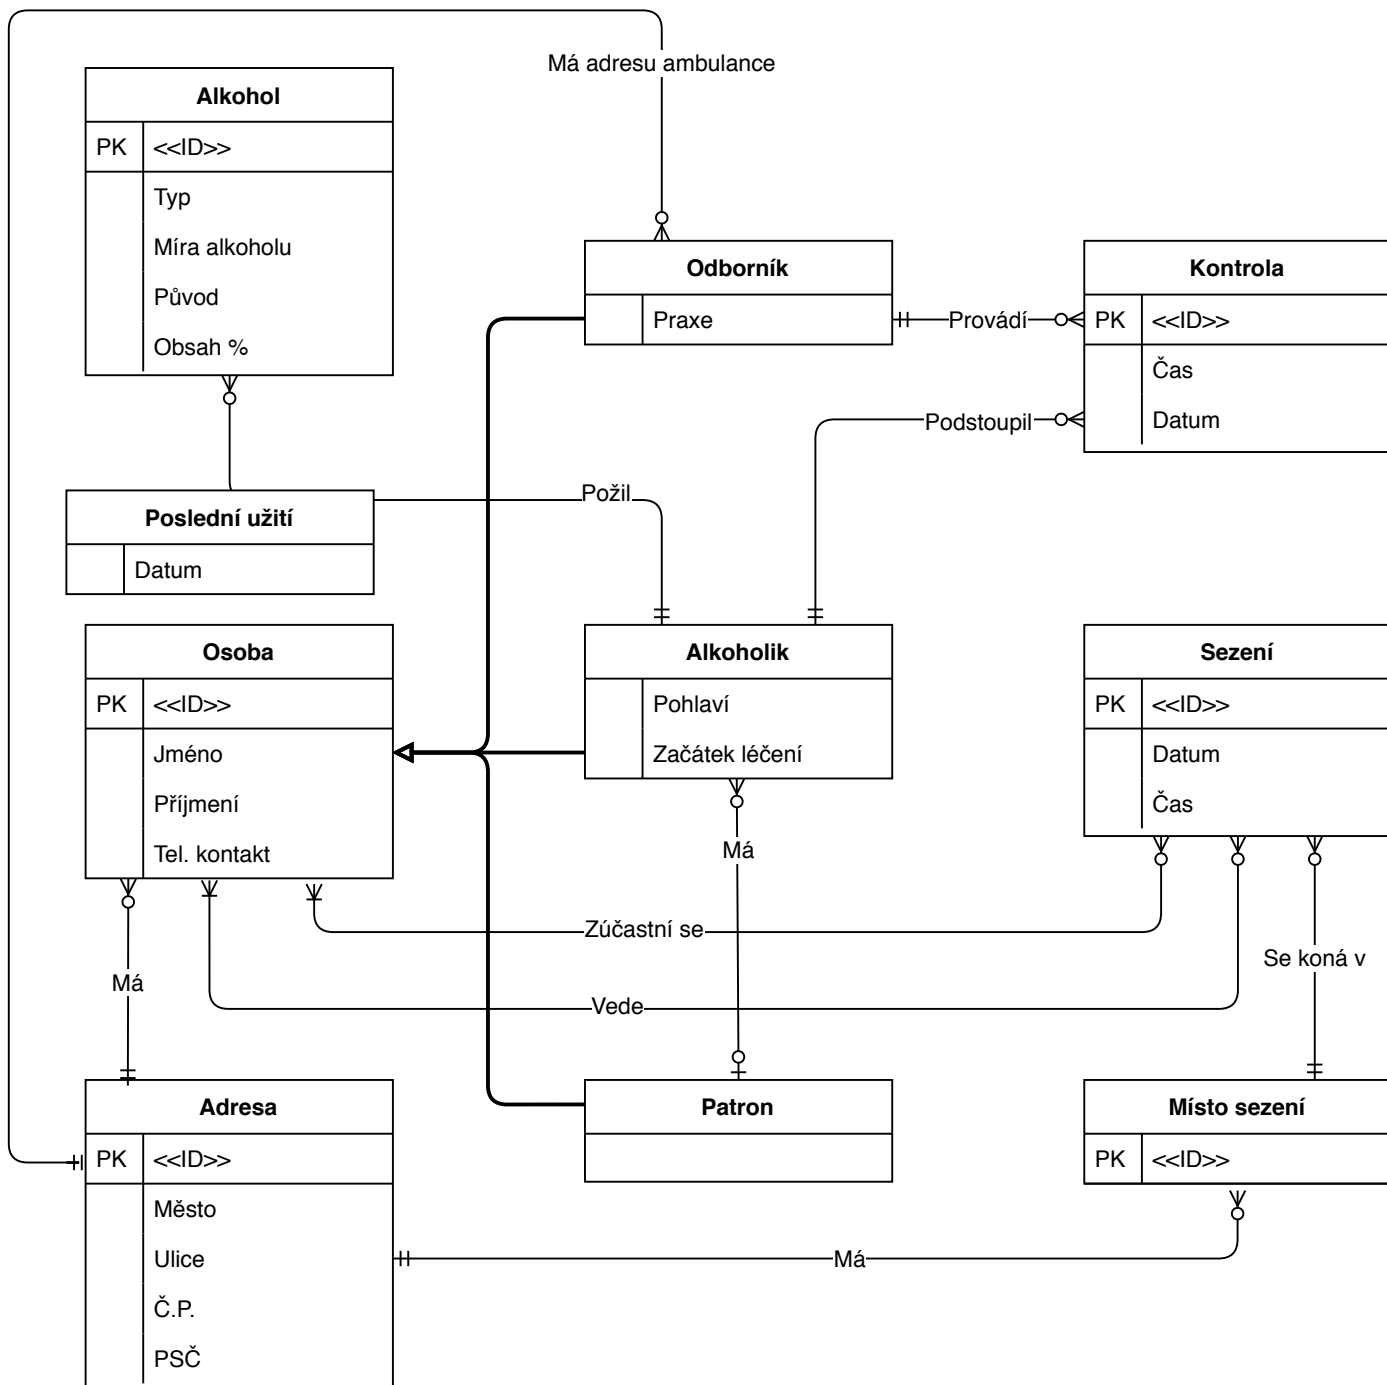 Má adresu ambulance
Alkohol
PK <<ID>>
Typ
Míra alkoholu
Původ
Obsah %
Odborník
Praxe
Provádí
Kontrola
PK <<ID>>
Čas
Datum
Podstoupil
Požil
Poslední užití
Datum
Osoba
PK <<ID>>
Jméno
Příjmení
Tel. kontakt
Alkoholik
Pohlaví
Začátek léčení
Sezení
PK <<ID>>
Datum
Čas
Má
Zúčastní se
Se koná v
Má
Vede
Adresa
PK <<ID>>
Město
Ulice
Č.P.
PSČ
Patron
Místo sezení
PK <<ID>>
Má